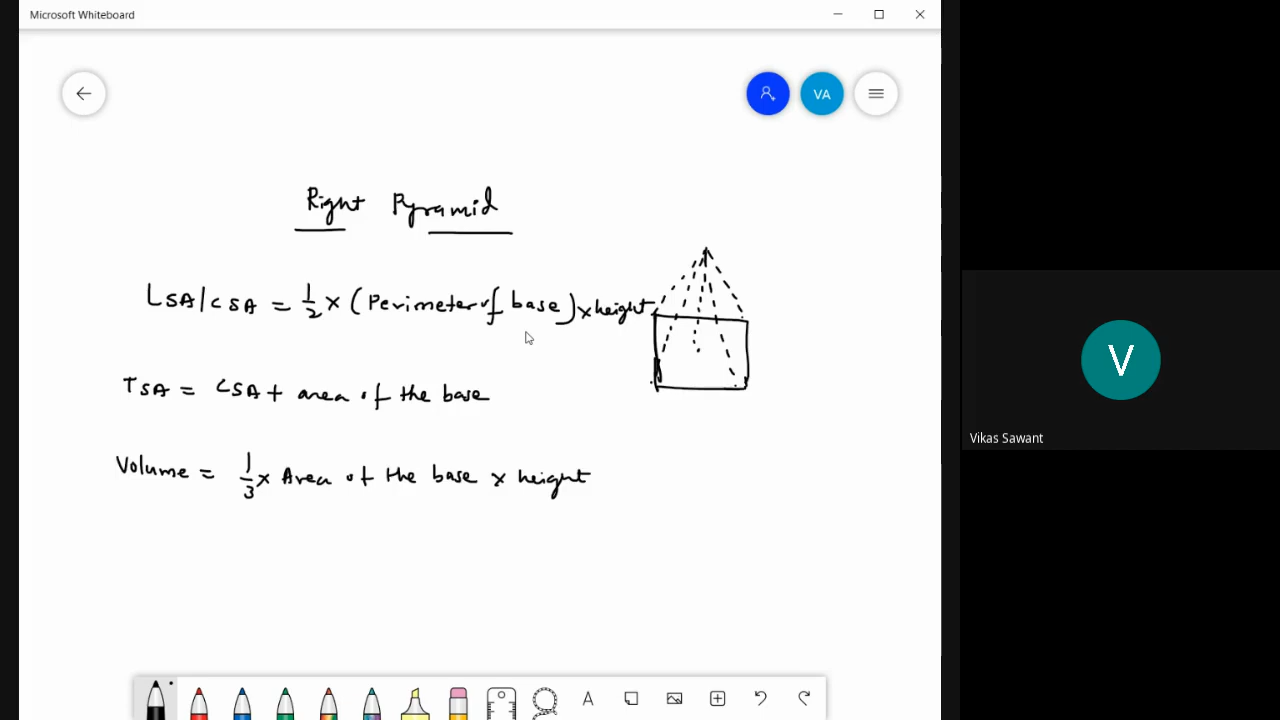 Microsoft Whiteboard
VA
Right Pyramid
LSA/CSA = 1/2 × (Perimeter of base) × height
TSA = CSA + area of the base
Volume = 1/3 × Area of the base × height
V
Vikas Sawant
A